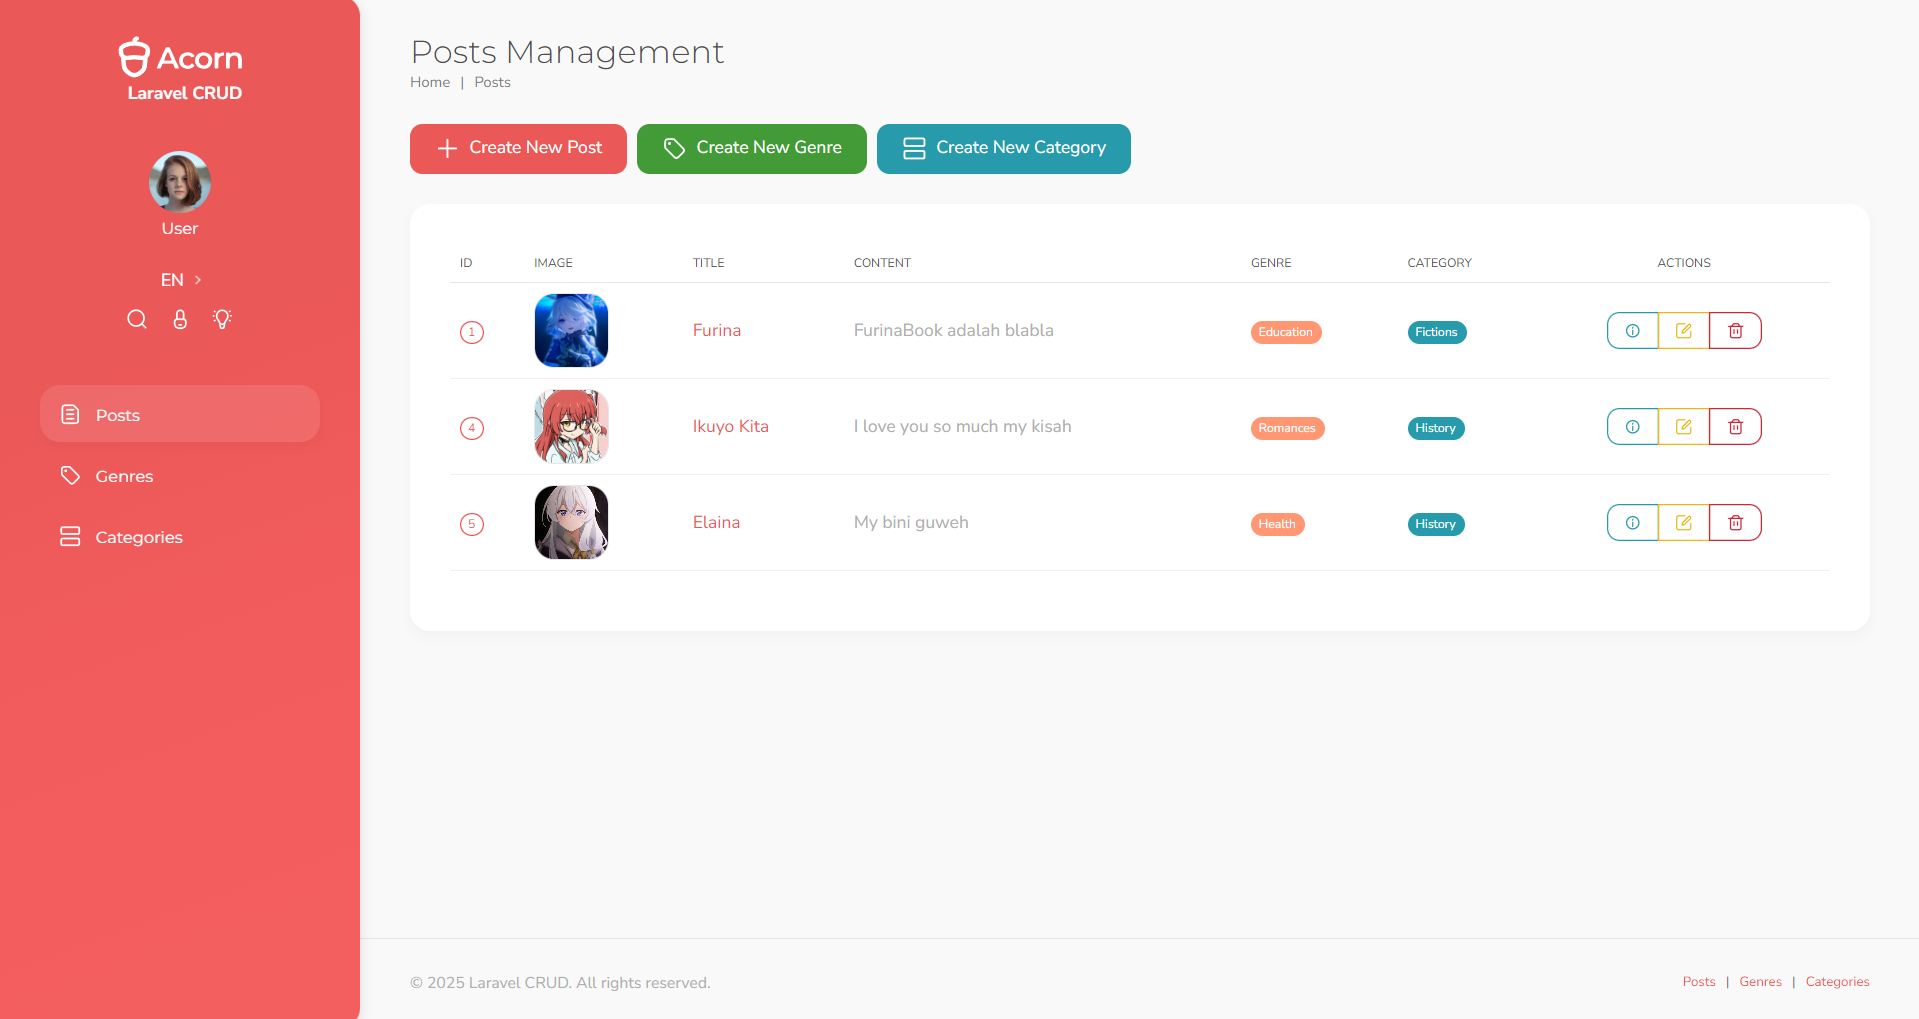 Acorn
Laravel CRUD
User
EN
Posts
Genres
Categories
Posts Management
Home | Posts
Create New Post
Create New Genre
Create New Category
ID IMAGE TITLE CONTENT GENRE CATEGORY ACTIONS
1 Furina FurinaBook adalah blabla Education Fictions
4 Ikuyo Kita I love you so much my kisah Romances History
5 Elaina My bini guweh Health History
© 2025 Laravel CRUD. All rights reserved.
Posts | Genres | Categories